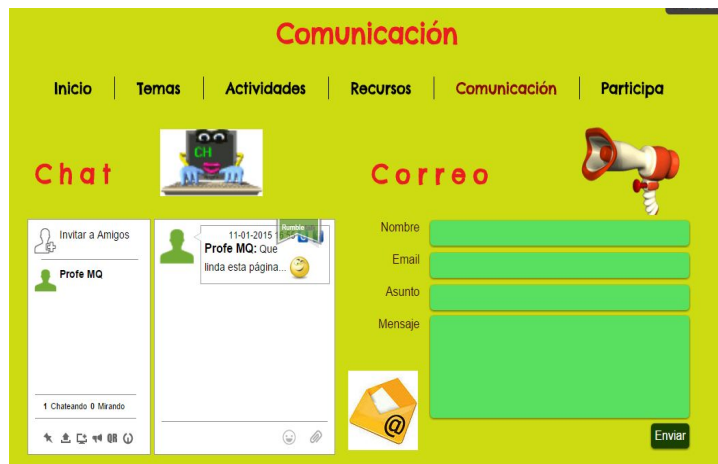 Comunicación
Inicio
Temas
Actividades
Recursos
Comunicación
Participa
Chat
CH
Correo
Invitar a Amigos
Profe MQ
1 Chateando 0 Mirando
QR
Rumble
11-01-2015
Profe MQ: Que
linda esta página...
Nombre
Email
Asunto
Mensaje
@
Enviar